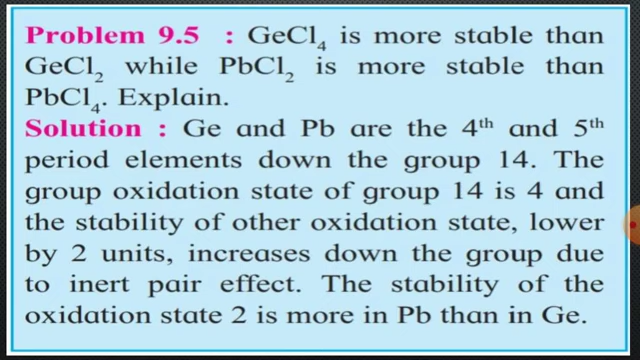 Problem 9.5 : GeCl₄ is more stable than
GeCl₂ while PbCl₂ is more stable than
PbCl₄. Explain.
Solution : Ge and Pb are the 4ᵗʰ and 5ᵗʰ
period elements down the group 14. The
group oxidation state of group 14 is 4 and
the stability of other oxidation state, lower
by 2 units, increases down the group due
to inert pair effect. The stability of the
oxidation state 2 is more in Pb than in Ge.